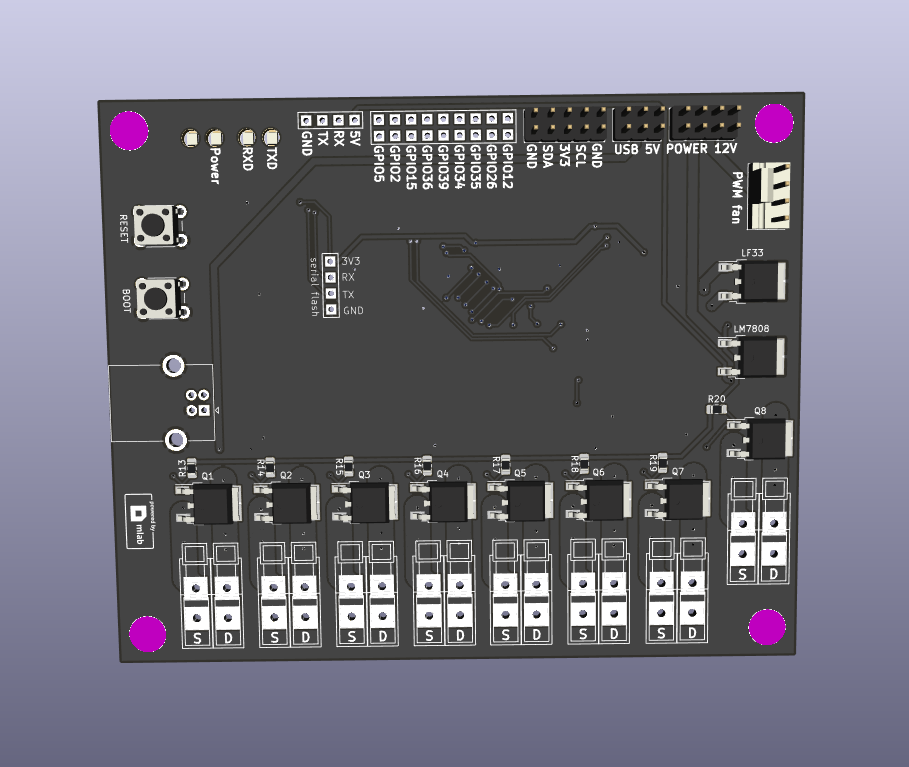 Power
RXD
TXD
GND
TX
RX
5V
GPIO5
GPIO2
GPIO15
GPIO36
GPIO39
GPIO34
GPIO35
GPIO26
GPIO12
GND
SDA
3V3
SCL
GND
USB 5V
POWER 12V
PWM fan
RESET
BOOT
serial flash
3V3
RX
TX
GND
LF33
LM7808
R20
Q8
R13
Q1
R14
Q2
R15
Q3
R16
Q4
R17
Q5
R18
Q6
R19
Q7
powered by
mlab
S D
S D
S D
S D
S D
S D
S D
S D